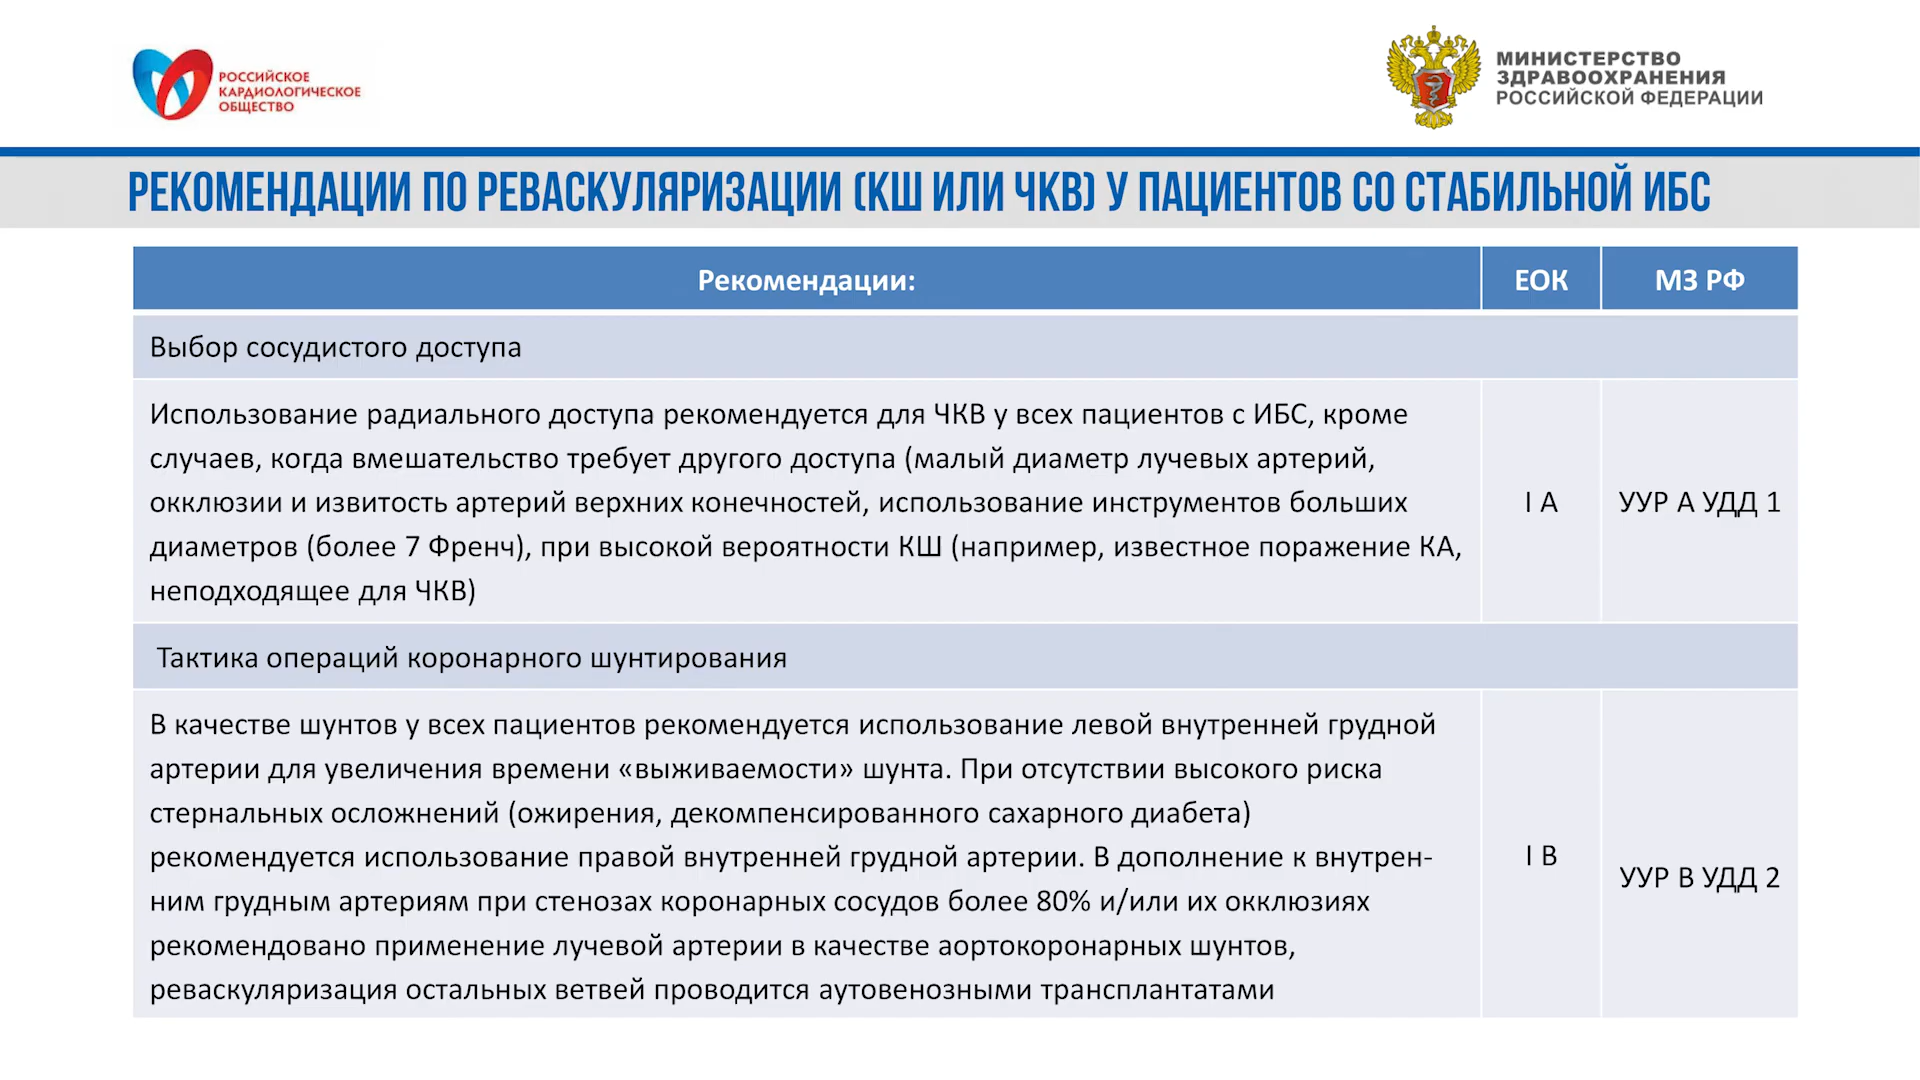 РОССИЙСКОЕ
КАРДИОЛОГИЧЕСКОЕ
ОБЩЕСТВО
МИНИСТЕРСТВО
ЗДРАВООХРАНЕНИЯ
РОССИЙСКОЙ ФЕДЕРАЦИИ
РЕКОМЕНДАЦИИ ПО РЕВАСКУЛЯРИЗАЦИИ (КШ ИЛИ ЧКВ) У ПАЦИЕНТОВ СО СТАБИЛЬНОЙ ИБС
Рекомендации:
ЕОК
МЗ РФ
Выбор сосудистого доступа
Использование радиального доступа рекомендуется для ЧКВ у всех пациентов с ИБС, кроме
случаев, когда вмешательство требует другого доступа (малый диаметр лучевых артерий,
окклюзии и извитость артерий верхних конечностей, использование инструментов больших
диаметров (более 7 Френч), при высокой вероятности КШ (например, известное поражение КА,
неподходящее для ЧКВ)
I A
УУР А УДД 1
Тактика операций коронарного шунтирования
В качестве шунтов у всех пациентов рекомендуется использование левой внутренней грудной
артерии для увеличения времени «выживаемости» шунта. При отсутствии высокого риска
стернальных осложнений (ожирения, декомпенсированного сахарного диабета)
рекомендуется использование правой внутренней грудной артерии. В дополнение к внутрен-
ним грудным артериям при стенозах коронарных сосудов более 80% и/или их окклюзиях
рекомендовано применение лучевой артерии в качестве аортокоронарных шунтов,
реваскуляризация остальных ветвей проводится аутовенозными трансплантатами
I B
УУР В УДД 2